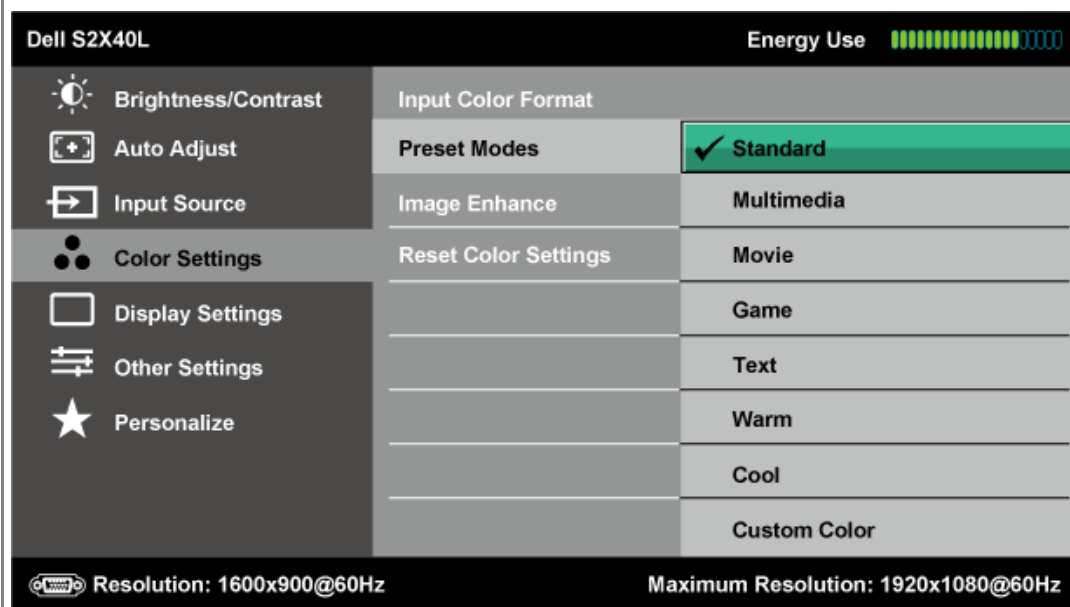 Dell S2X40L
Energy Use
Brightness/Contrast
Auto Adjust
Input Source
Color Settings
Display Settings
Other Settings
Personalize
Input Color Format
Preset Modes
Image Enhance
Reset Color Settings
Standard
Multimedia
Movie
Game
Text
Warm
Cool
Custom Color
Resolution: 1600x900@60Hz
Maximum Resolution: 1920x1080@60Hz